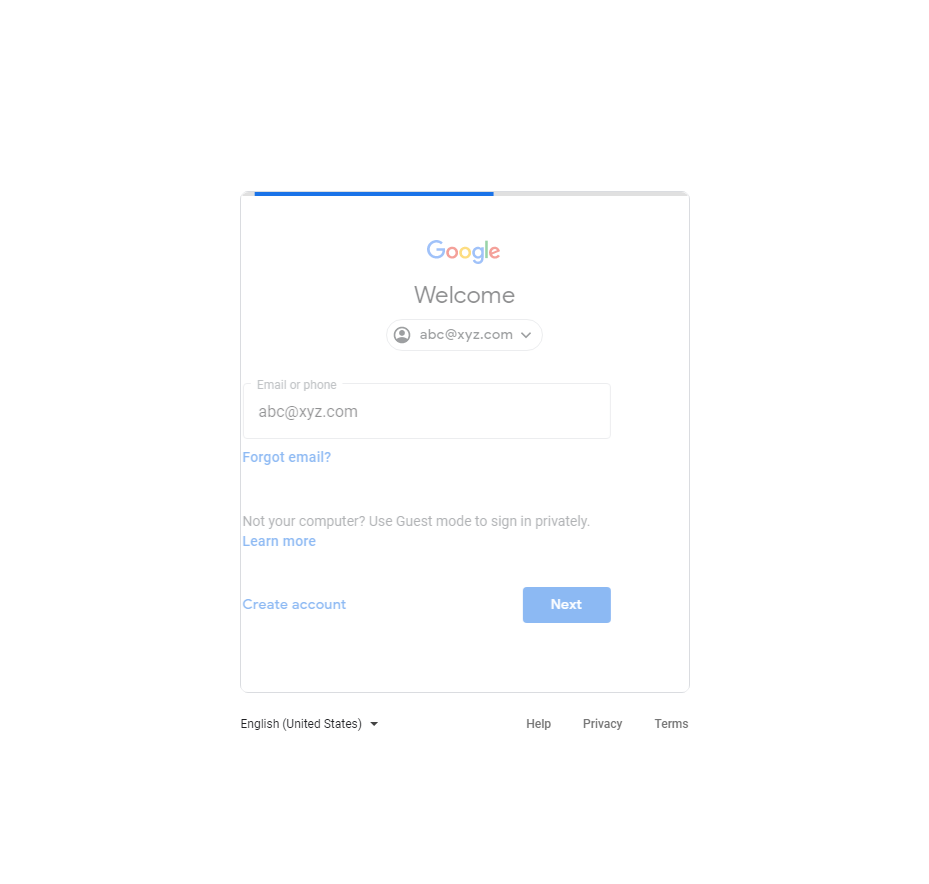 Google
Welcome
abc@xyz.com
Email or phone
abc@xyz.com
Forgot email?
Not your computer? Use Guest mode to sign in privately.
Learn more
Create account Next
English (United States) Help Privacy Terms